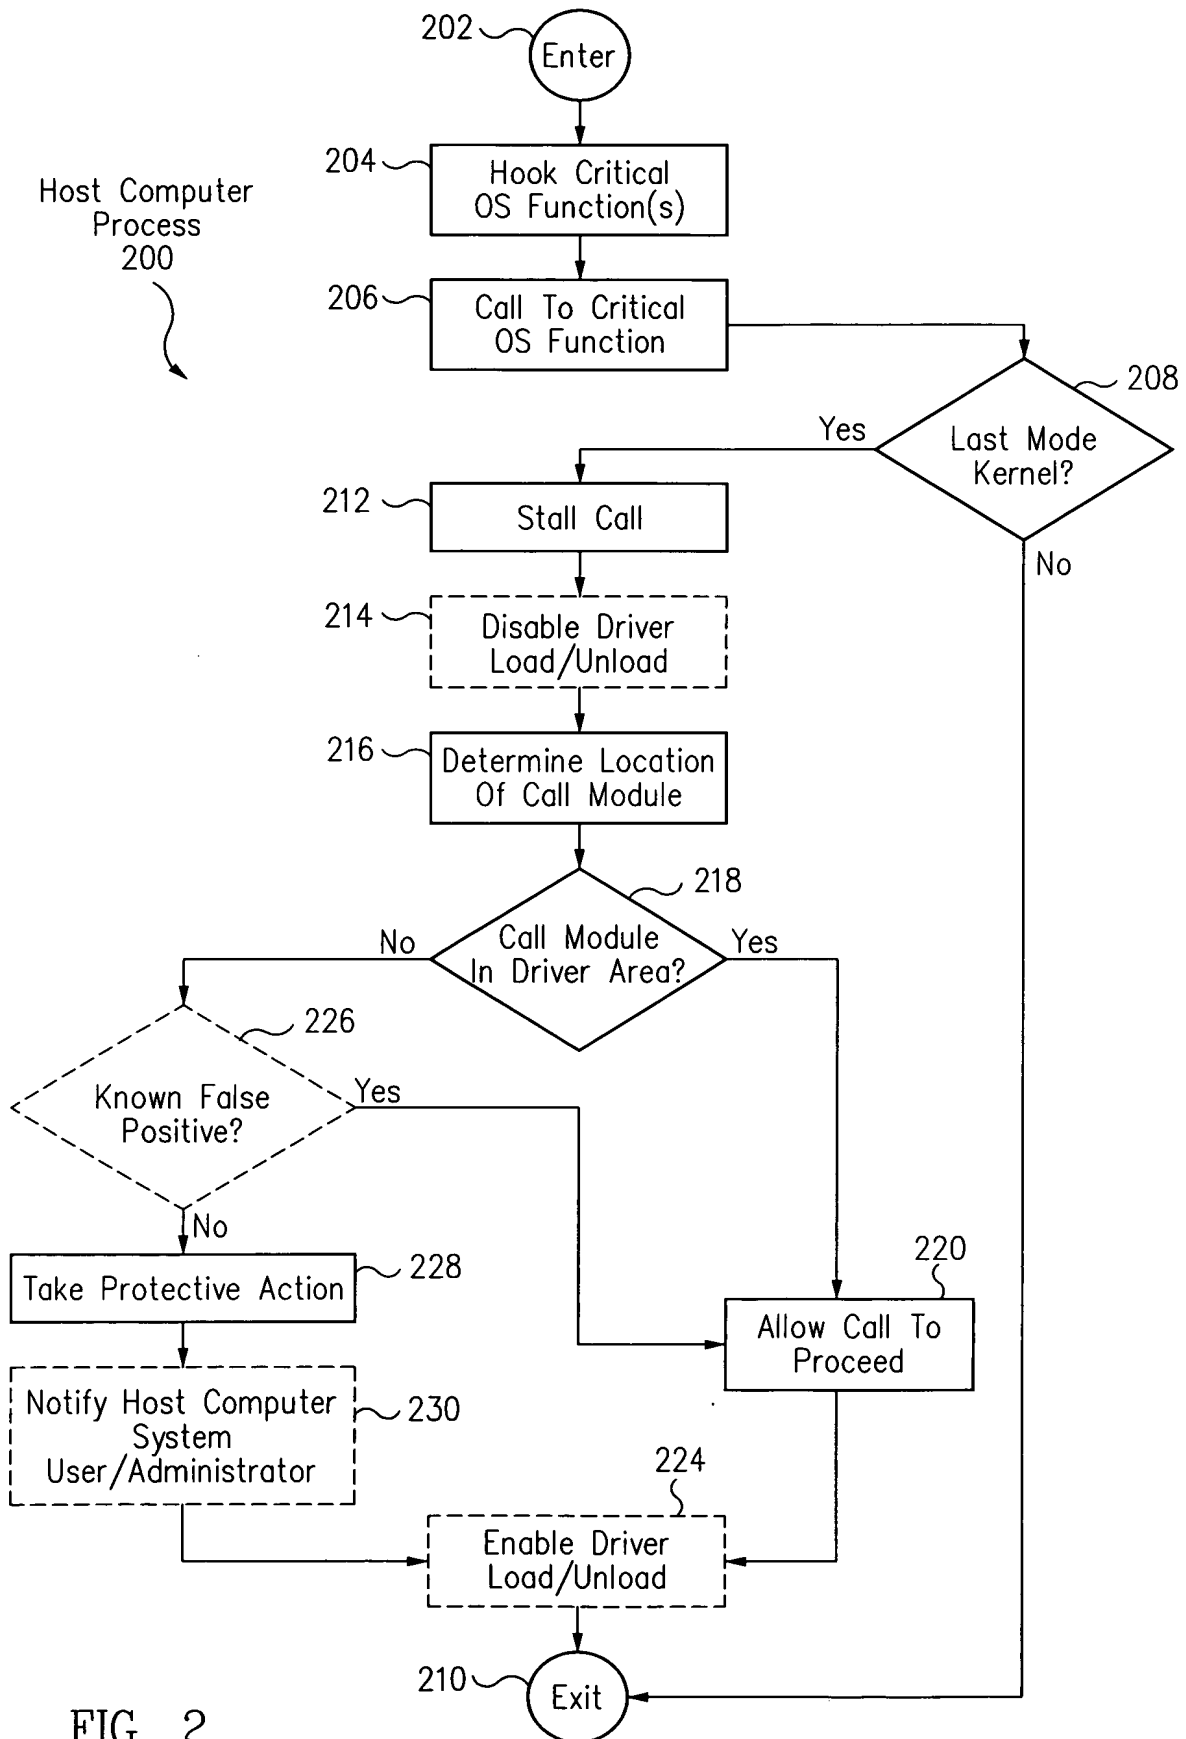 202
Enter
204
Hook Critical
OS Function(s)
Host Computer
Process
200
206
Call To Critical
OS Function
208
Last Mode
Kernel?
Yes
No
212
Stall Call
214
Disable Driver
Load/Unload
216
Determine Location
Of Call Module
218
Call Module
In Driver Area?
No
Yes
226
Known False
Positive?
Yes
No
228
Take Protective Action
220
Allow Call To
Proceed
230
Notify Host Computer
System
User/Administrator
224
Enable Driver
Load/Unload
210
Exit
FIG. 2